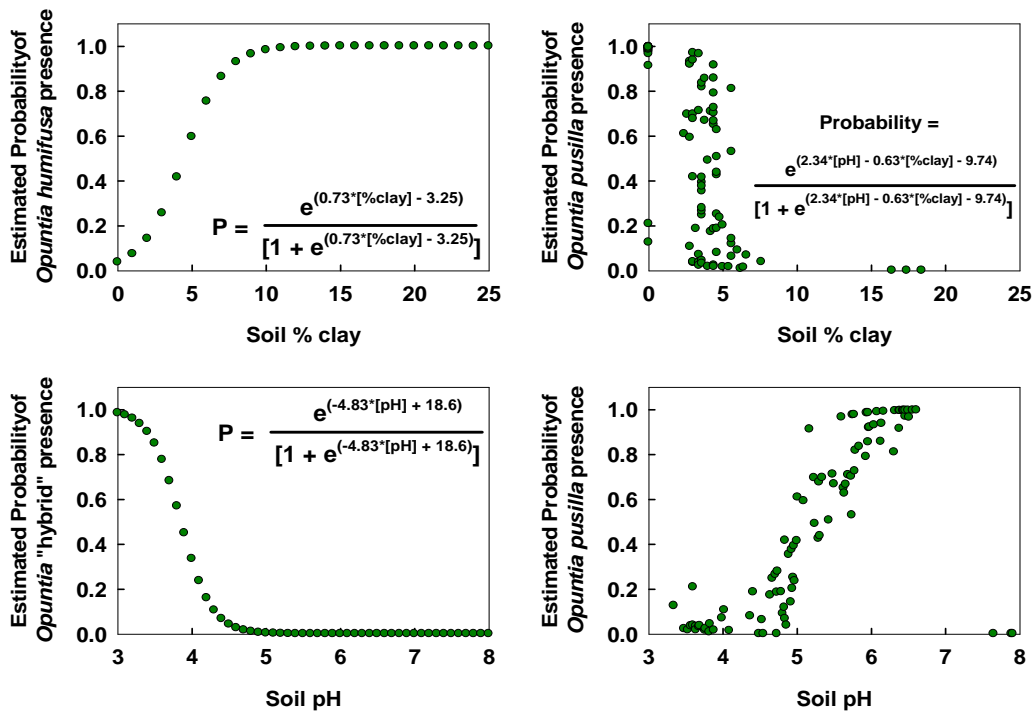 Estimated Probabilityof
Opuntia humifusa presence
1.0
0.8
0.6
0.4
0.2
0.0
P = e^(0.73*[%clay] - 3.25)
[1 + e^(0.73*[%clay] - 3.25)]
0 5 10 15 20 25
Soil % clay
Estimated Probabilityof
Opuntia pusilla presence
1.0
0.8
0.6
0.4
0.2
0.0
Probability =
e^(2.34*[pH] - 0.63*[%clay] - 9.74)
[1 + e^(2.34*[pH] - 0.63*[%clay] - 9.74)]
0 5 10 15 20 25
Soil % clay
Estimated Probabilityof
Opuntia "hybrid" presence
1.0
0.8
0.6
0.4
0.2
0.0
P = e^(-4.83*[pH] + 18.6)
[1 + e^(-4.83*[pH] + 18.6)]
3 4 5 6 7 8
Soil pH
Estimated Probabilityof
Opuntia pusilla presence
1.0
0.8
0.6
0.4
0.2
0.0
3 4 5 6 7 8
Soil pH